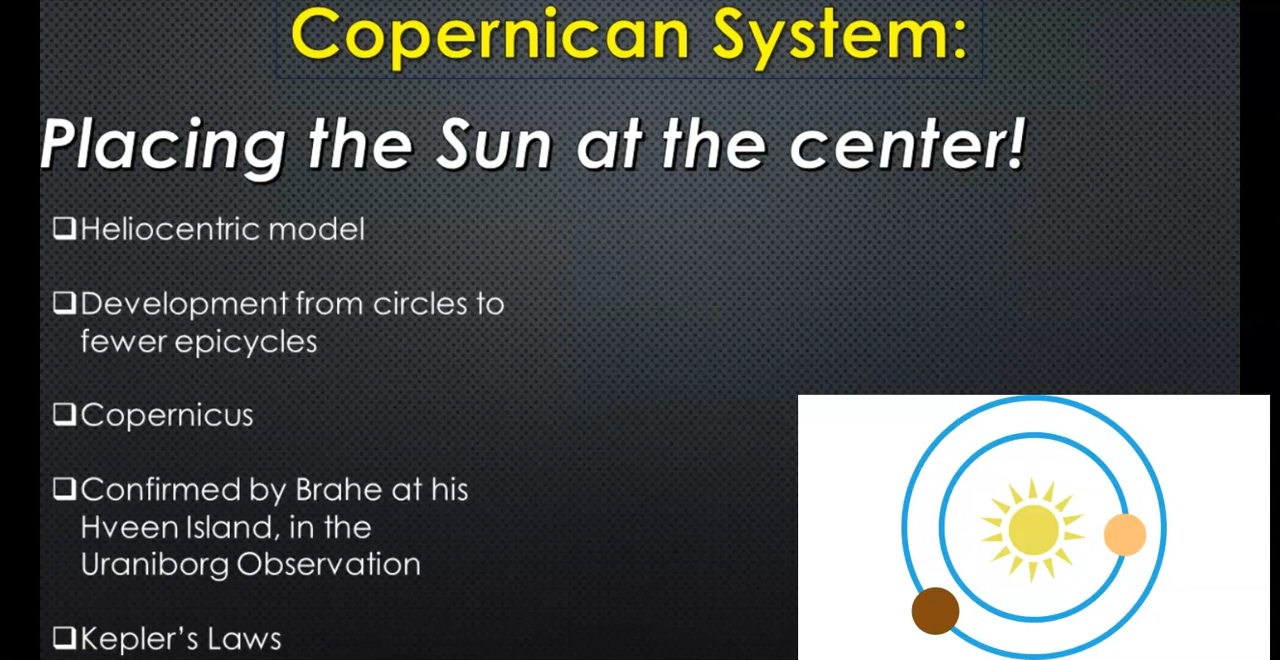 Copernican System:
Placing the Sun at the center!
❑Heliocentric model
❑Development from circles to
fewer epicycles
❑Copernicus
❑Confirmed by Brahe at his
Hveen Island, in the
Uraniborg Observation
❑Kepler’s Laws